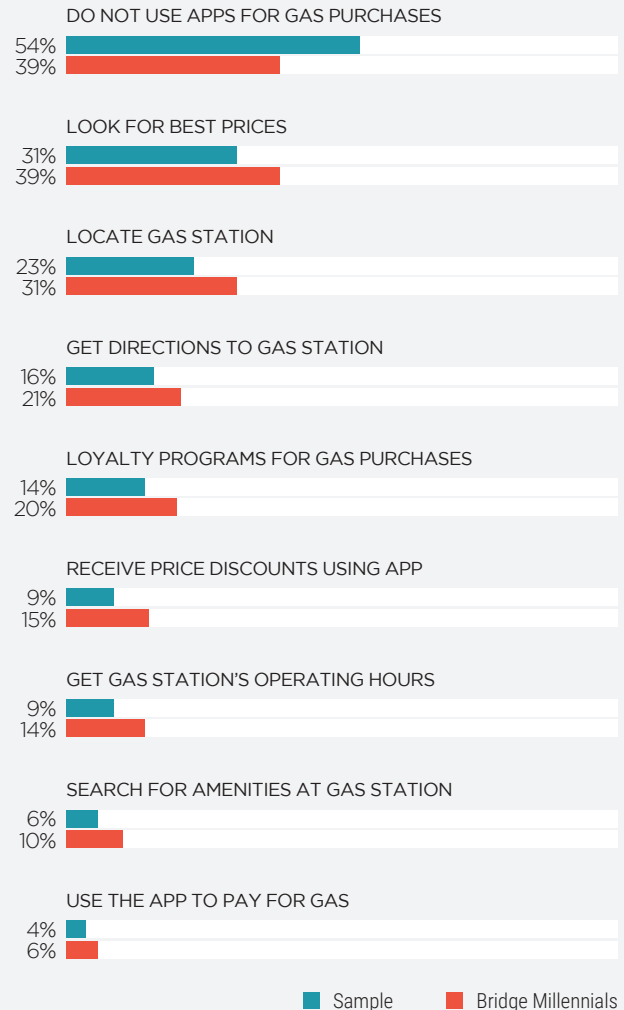 DO NOT USE APPS FOR GAS PURCHASES
54%
39%
LOOK FOR BEST PRICES
31%
39%
LOCATE GAS STATION
23%
31%
GET DIRECTIONS TO GAS STATION
16%
21%
LOYALTY PROGRAMS FOR GAS PURCHASES
14%
20%
RECEIVE PRICE DISCOUNTS USING APP
9%
15%
GET GAS STATION'S OPERATING HOURS
9%
14%
SEARCH FOR AMENITIES AT GAS STATION
6%
10%
USE THE APP TO PAY FOR GAS
4%
6%
Sample Bridge Millennials